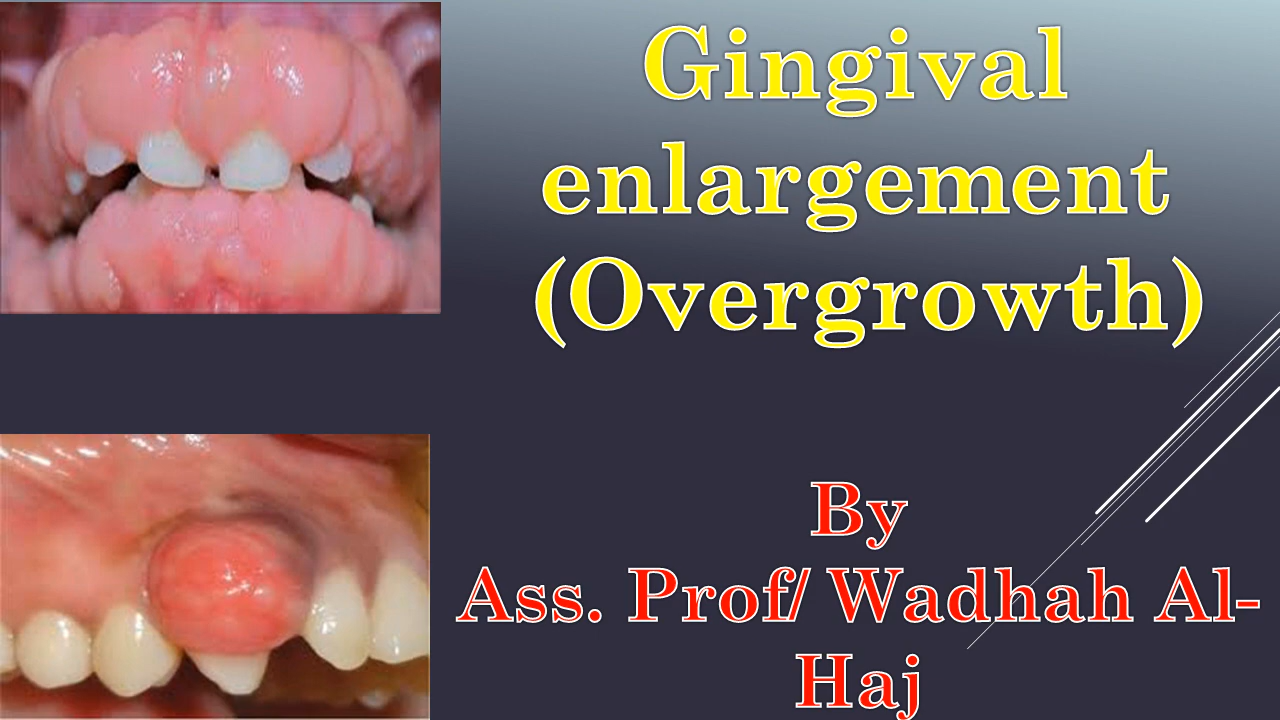 Gingival
enlargement
(Overgrowth)
By
Ass. Prof/ Wadhah Al-
Haj